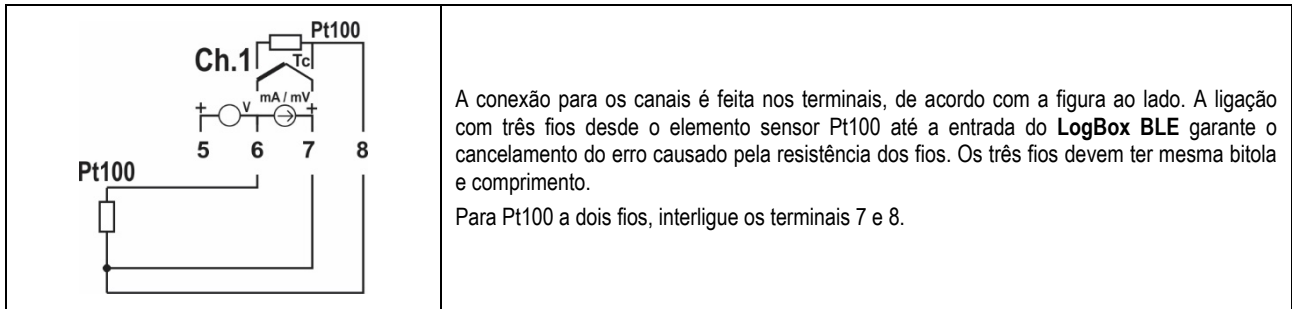 Pt100
Ch.1
Tc
mA / mV
+ V +
5 6 7 8
Pt100
A conexão para os canais é feita nos terminais, de acordo com a figura ao lado. A ligação
com três fios desde o elemento sensor Pt100 até a entrada do LogBox BLE garante o
cancelamento do erro causado pela resistência dos fios. Os três fios devem ter mesma bitola
e comprimento.
Para Pt100 a dois fios, interligue os terminais 7 e 8.